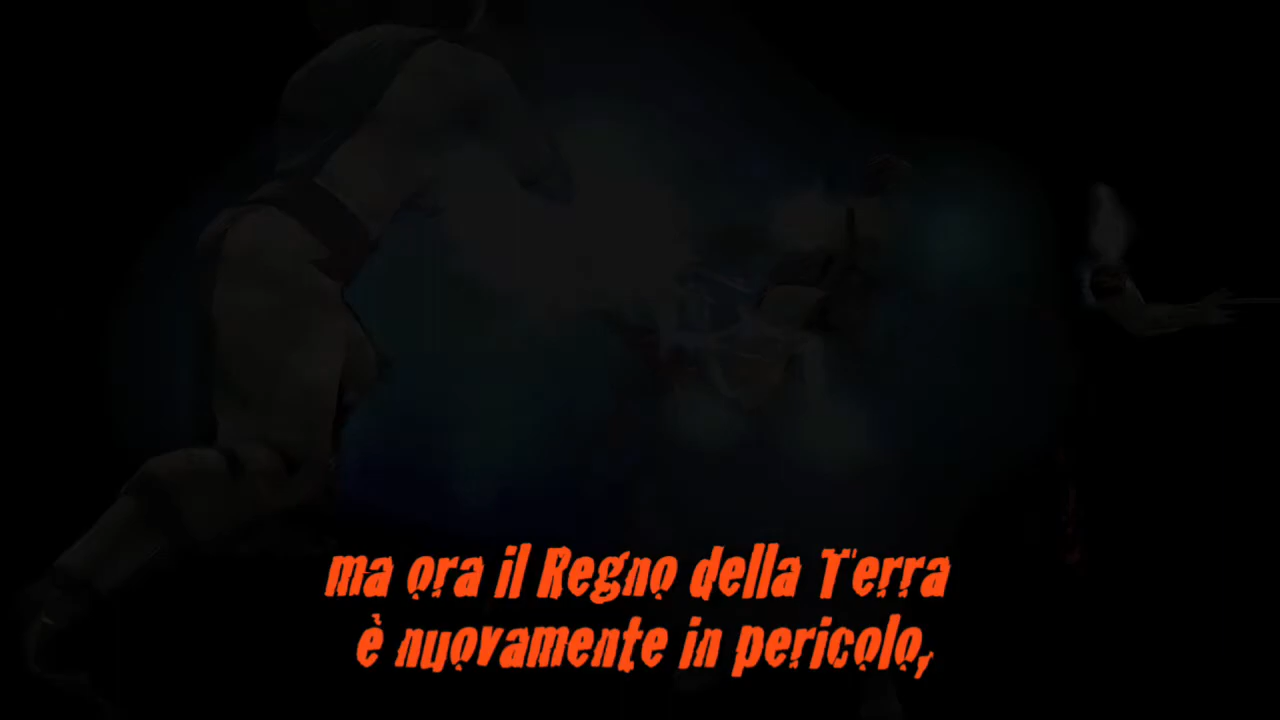 ma ora il Regno della Terra
è nuovamente in pericolo,